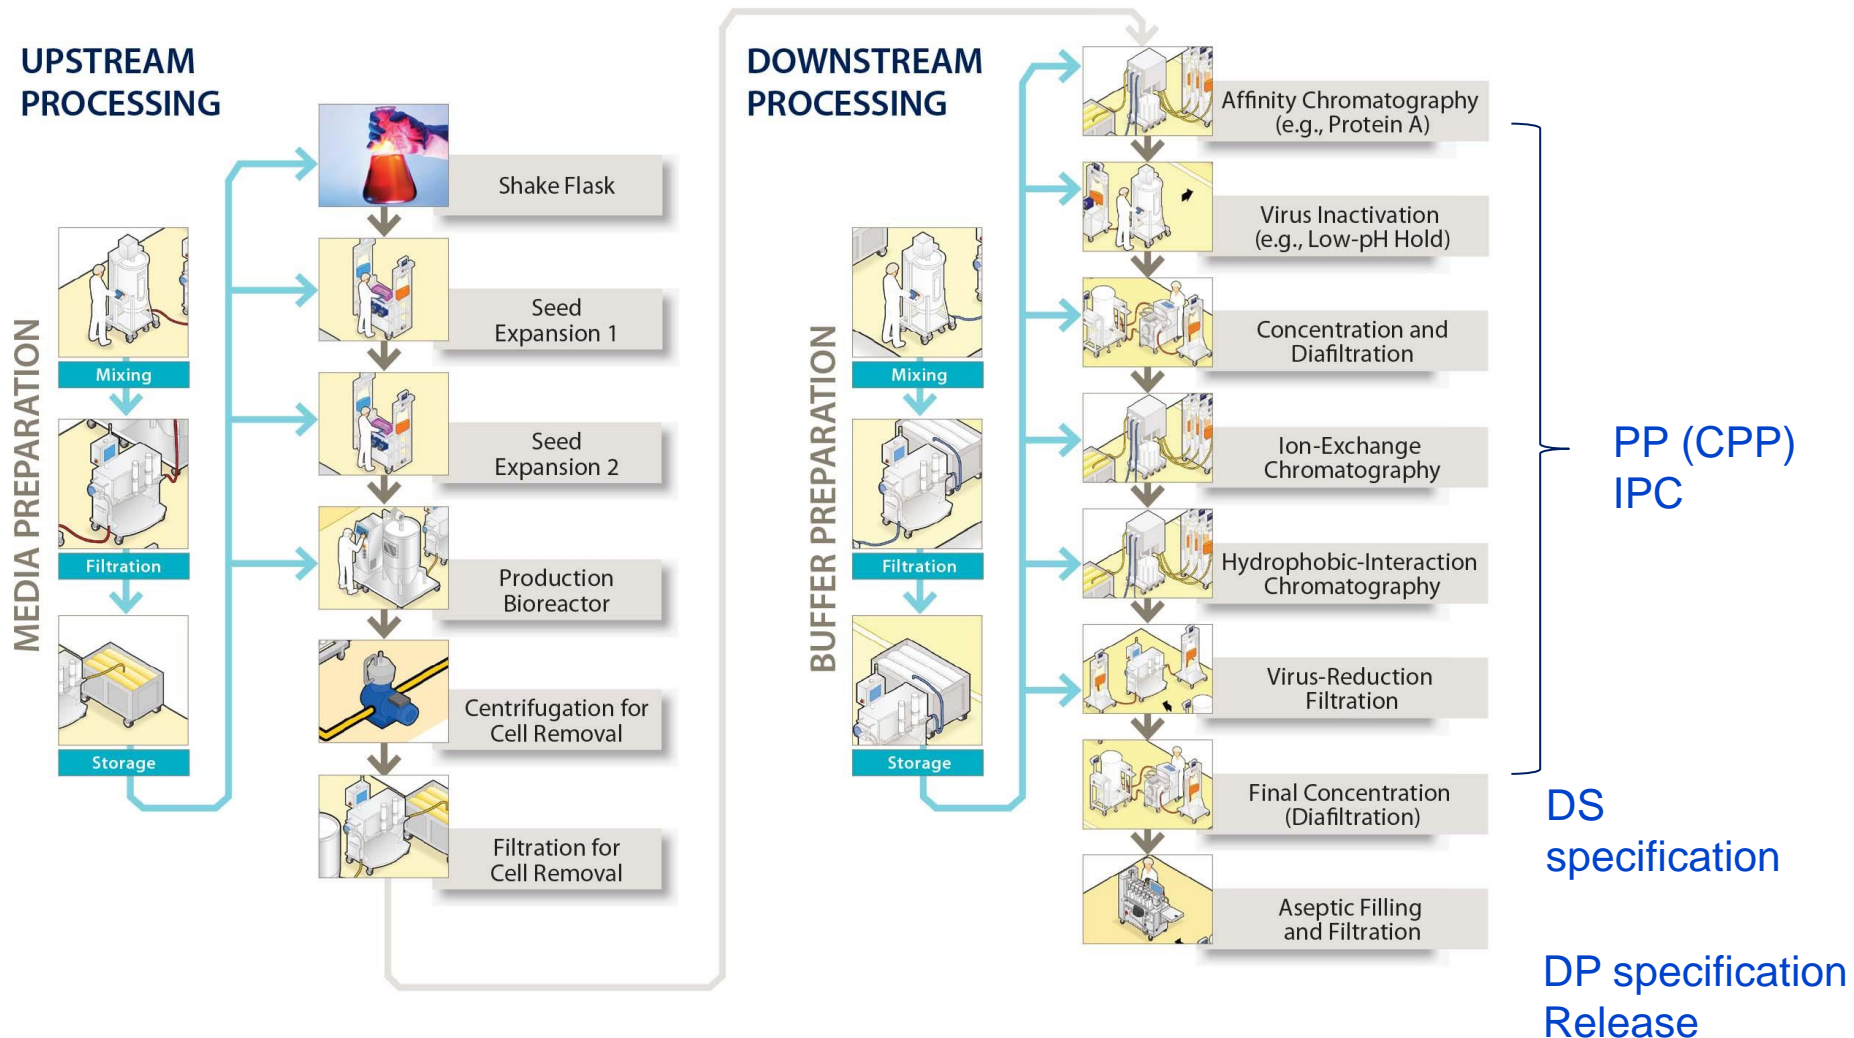 UPSTREAM
PROCESSING
MEDIA PREPARATION
Mixing
Filtration
Storage
Shake Flask
Seed
Expansion 1
Seed
Expansion 2
Production
Bioreactor
Centrifugation for
Cell Removal
Filtration for
Cell Removal
DOWNSTREAM
PROCESSING
BUFFER PREPARATION
Mixing
Filtration
Storage
Affinity Chromatography
(e.g., Protein A)
Virus Inactivation
(e.g., Low-pH Hold)
Concentration and
Diafiltration
Ion-Exchange
Chromatography
Hydrophobic-Interaction
Chromatography
Virus-Reduction
Filtration
Final Concentration
(Diafiltration)
Aseptic Filling
and Filtration
PP (CPP)
IPC
DS
specification
DP specification
Release